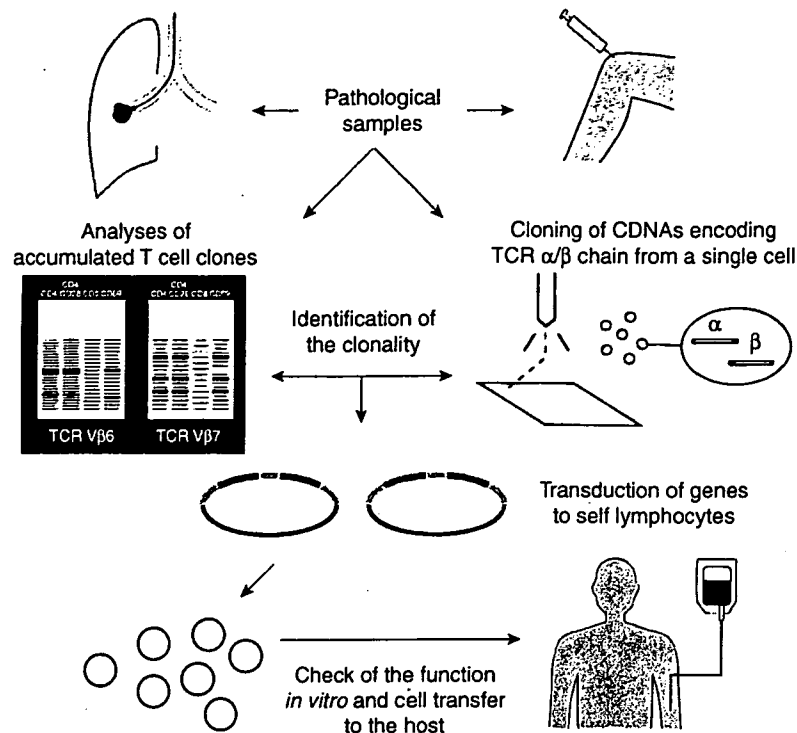 Pathological
samples
Analyses of
accumulated T cell clones
Cloning of CDNAs encoding
TCR α/β chain from a single cell
CD4
CD4
TCR Vβ6
TCR Vβ7
Identification of
the clonality
α
β
Transduction of genes
to self lymphocytes
Check of the function
in vitro and cell transfer
to the host